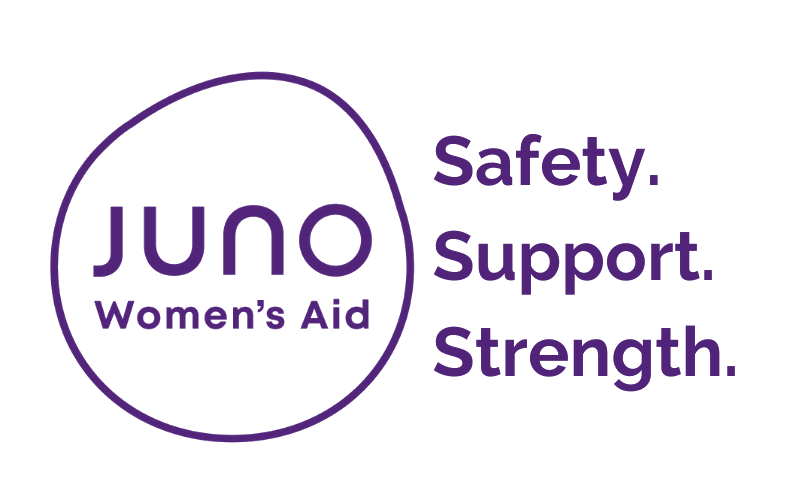 JUNO
Women's Aid
Safety.
Support.
Strength.